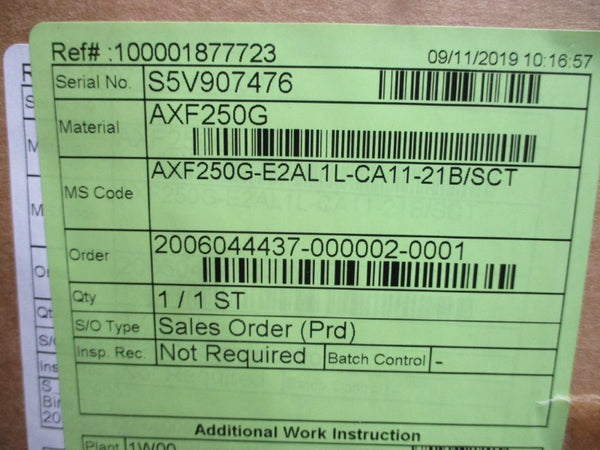 Ref# :100001877723
09/11/2019 10:16:57
Serial No. S5V907476
Material AXF250G
MS Code AXF250G-E2AL1L-CA11-21B/SCT
Order 2006044437-000002-0001
Qty 1 / 1 ST
S/O Type Sales Order (Prd)
Insp. Rec. Not Required Batch Control -
Additional Work Instruction
Plant 1W00